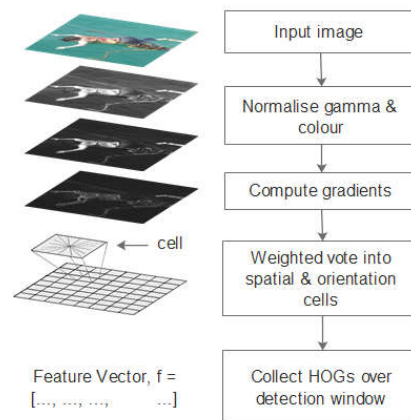 Input image
Normalise gamma &
colour
Compute gradients
cell
Weighted vote into
spatial & orientation
cells
Feature Vector, f =
[..., ..., ..., ...]
Collect HOGs over
detection window